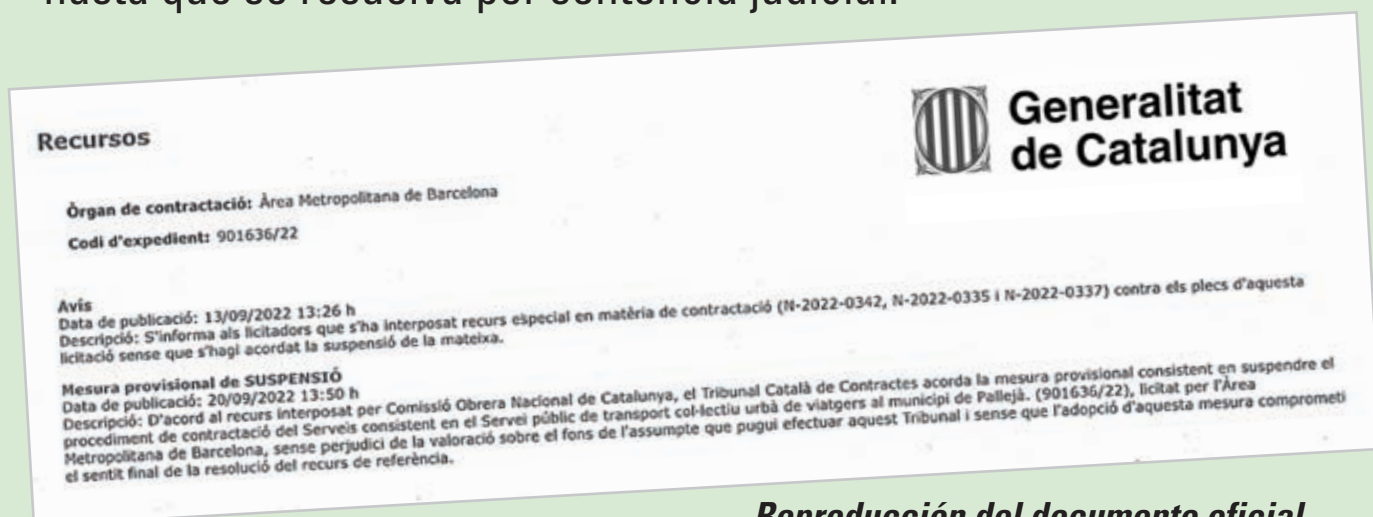 hasta que se resuelva por sentencia judicial.
Recursos
Generalitat
de Catalunya
Òrgan de contractació: Àrea Metropolitana de Barcelona
Codi d'expedient: 901636/22
Avís
Data de publicació: 13/09/2022 13:26 h
Descripció: S'informa als licitadors que s'ha interposat recurs especial en matèria de contractació (N-2022-0342, N-2022-0335 i N-2022-0337) contra els plecs d'aquesta
licitació sense que s'hagi acordat la suspensió de la mateixa.
Mesura provisional de SUSPENSIÓ
Data de publicació: 20/09/2022 13:50 h
Descripció: D'acord al recurs interposat per Comissió Obrera Nacional de Catalunya, el Tribunal Català de Contractes acorda la mesura provisional consistent en suspendre el
procediment de contractació del Serveis consistent en el Servei públic de transport col·lectiu urbà de viatgers al municipi de Pallejà. (901636/22), licitat per l'Àrea
Metropolitana de Barcelona, sense perjudici de la valoració sobre el fons de l'assumpte que pugui efectuar aquest Tribunal i sense que l'adopció d'aquesta mesura comprometi
el sentit final de la resolució del recurs de referència.
Reproducción del documento oficial